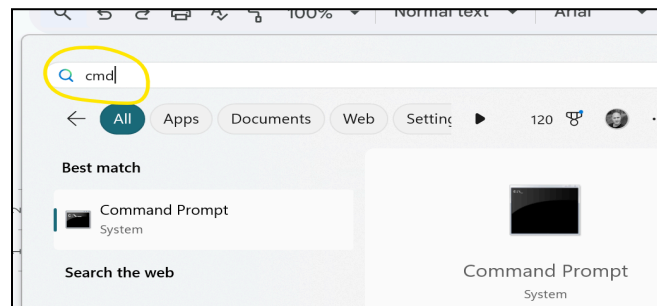 100% Normal text Arial
cmd
All Apps Documents Web Setting 120
Best match
Command Prompt
System
Search the web
Command Prompt
System